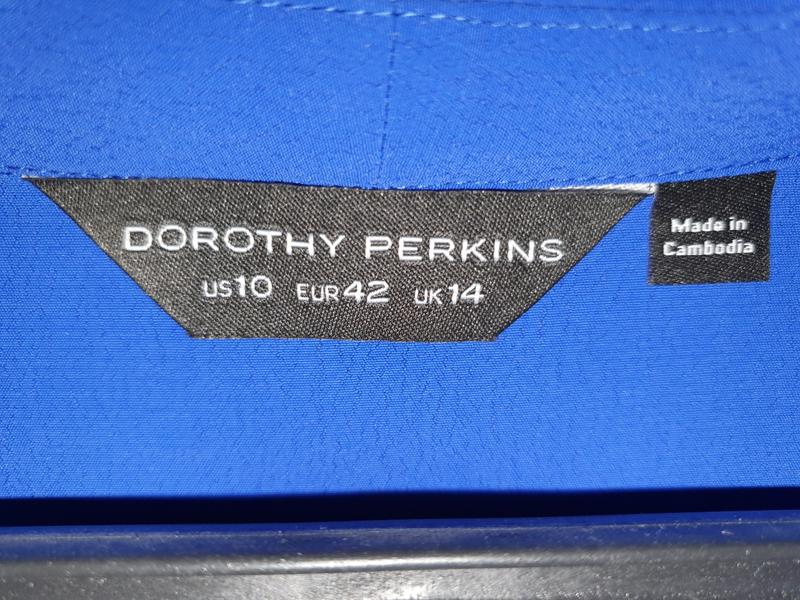 DOROTHY PERKINS
US10 EUR42 UK14
Made in
Cambodia